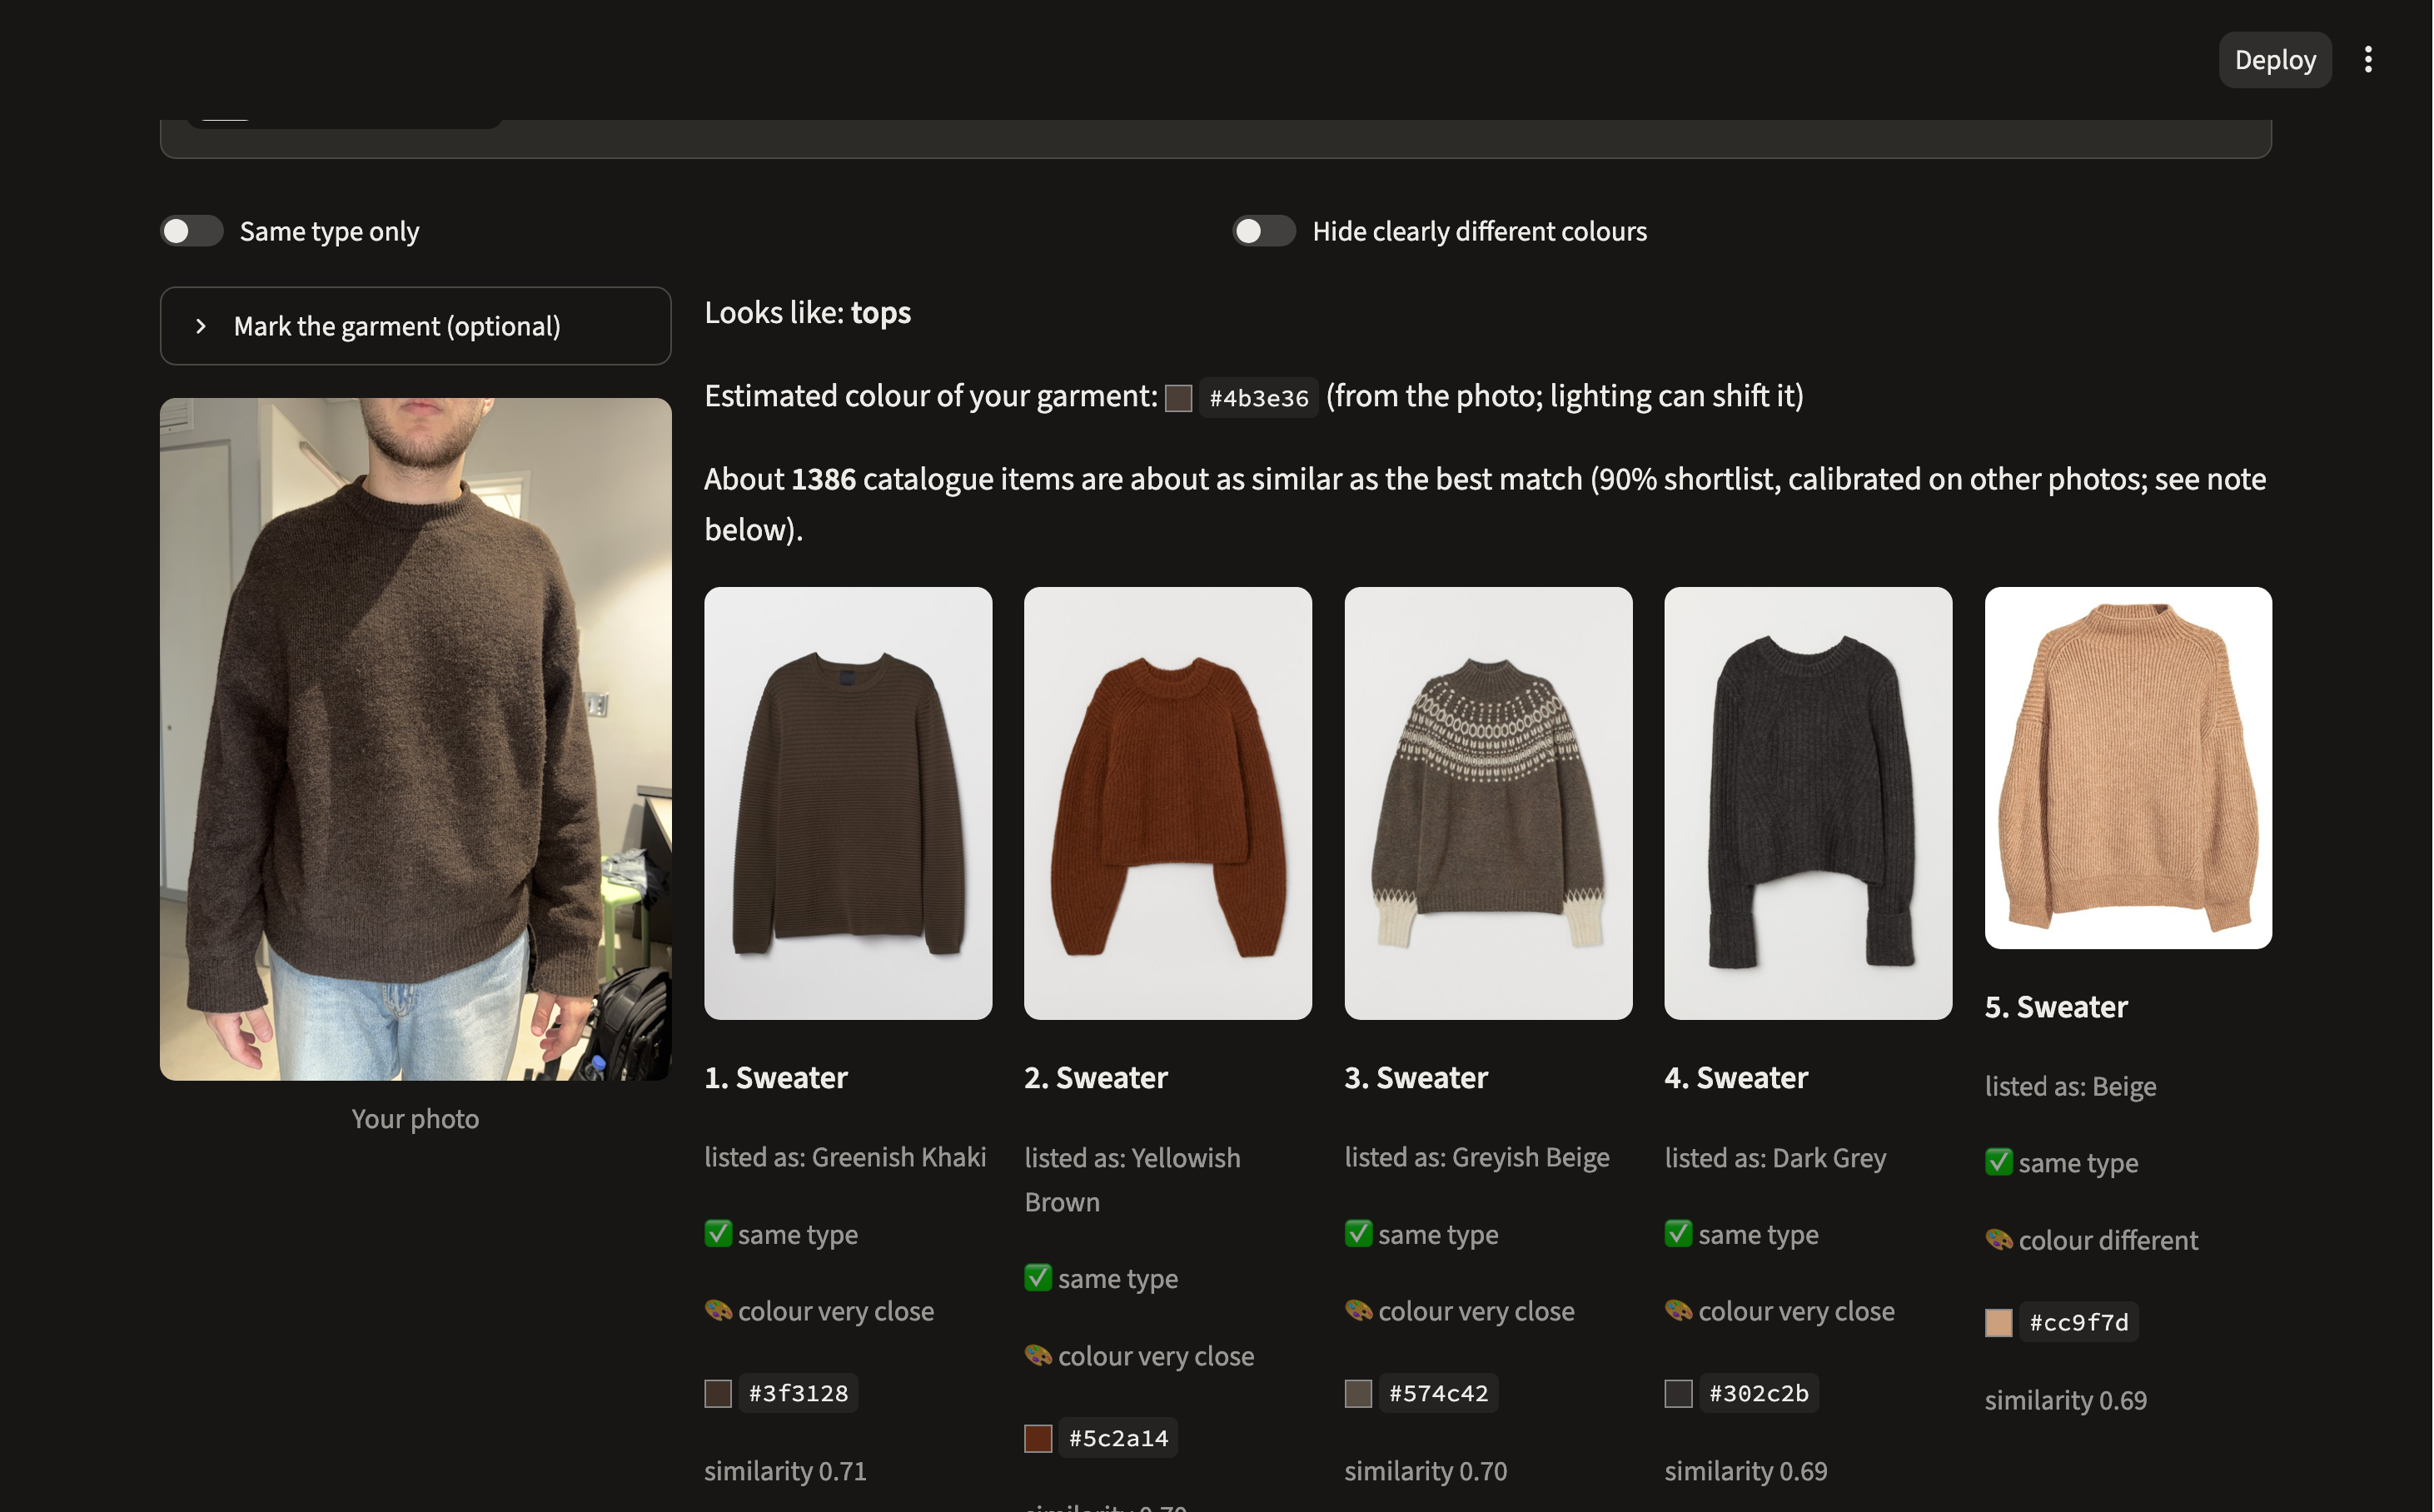 Deploy
Same type only
Hide clearly different colours
Mark the garment (optional)
Looks like: tops
Estimated colour of your garment: #4b3e36 (from the photo; lighting can shift it)
About 1386 catalogue items are about as similar as the best match (90% shortlist, calibrated on other photos; see note
below).
Your photo
1. Sweater
listed as: Greenish Khaki
same type
colour very close
#3f3128
similarity 0.71
2. Sweater
listed as: Yellowish
Brown
same type
colour very close
#5c2a14
3. Sweater
listed as: Greyish Beige
same type
colour very close
#574c42
similarity 0.70
4. Sweater
listed as: Dark Grey
same type
colour very close
#302c2b
similarity 0.69
5. Sweater
listed as: Beige
same type
colour different
#cc9f7d
similarity 0.69